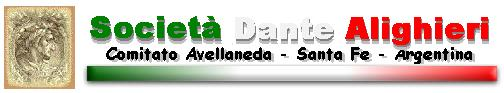 Società Dante Alighieri
Comitato Avellaneda - Santa Fe - Argentina